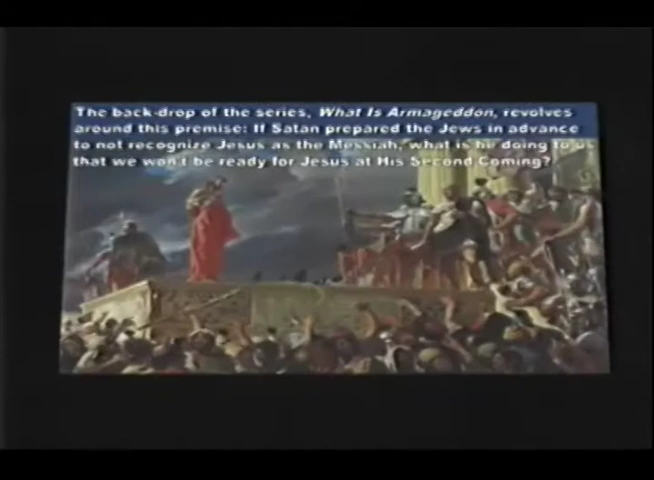 The back-drop of the series, What Is Armageddon, revolves
around this premise: If Satan prepared the Jews in advance
to not recognize Jesus as the Messiah, what is he doing to us
that we won't be ready for Jesus at His Second Coming?